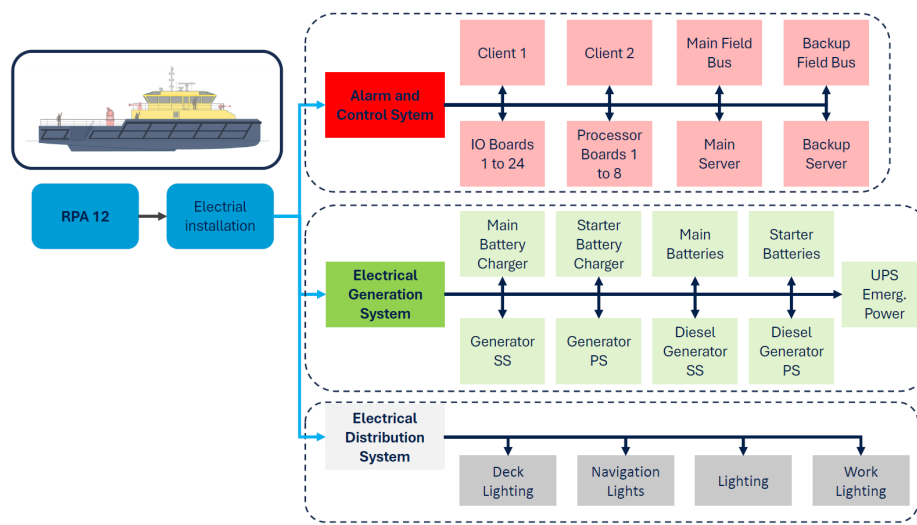 RPA 12
Electrial
installation
Alarm and
Control Sytem
Client 1
Client 2
Main Field
Bus
Backup
Field Bus
IO Boards
1 to 24
Processor
Boards 1
to 8
Main
Server
Backup
Server
Electrical
Generation
System
Main
Battery
Charger
Starter
Battery
Charger
Main
Batteries
Starter
Batteries
UPS
Emerg.
Power
Generator
SS
Generator
PS
Diesel
Generator
SS
Diesel
Generator
PS
Electrical
Distribution
System
Deck
Lighting
Navigation
Lights
Lighting
Work
Lighting